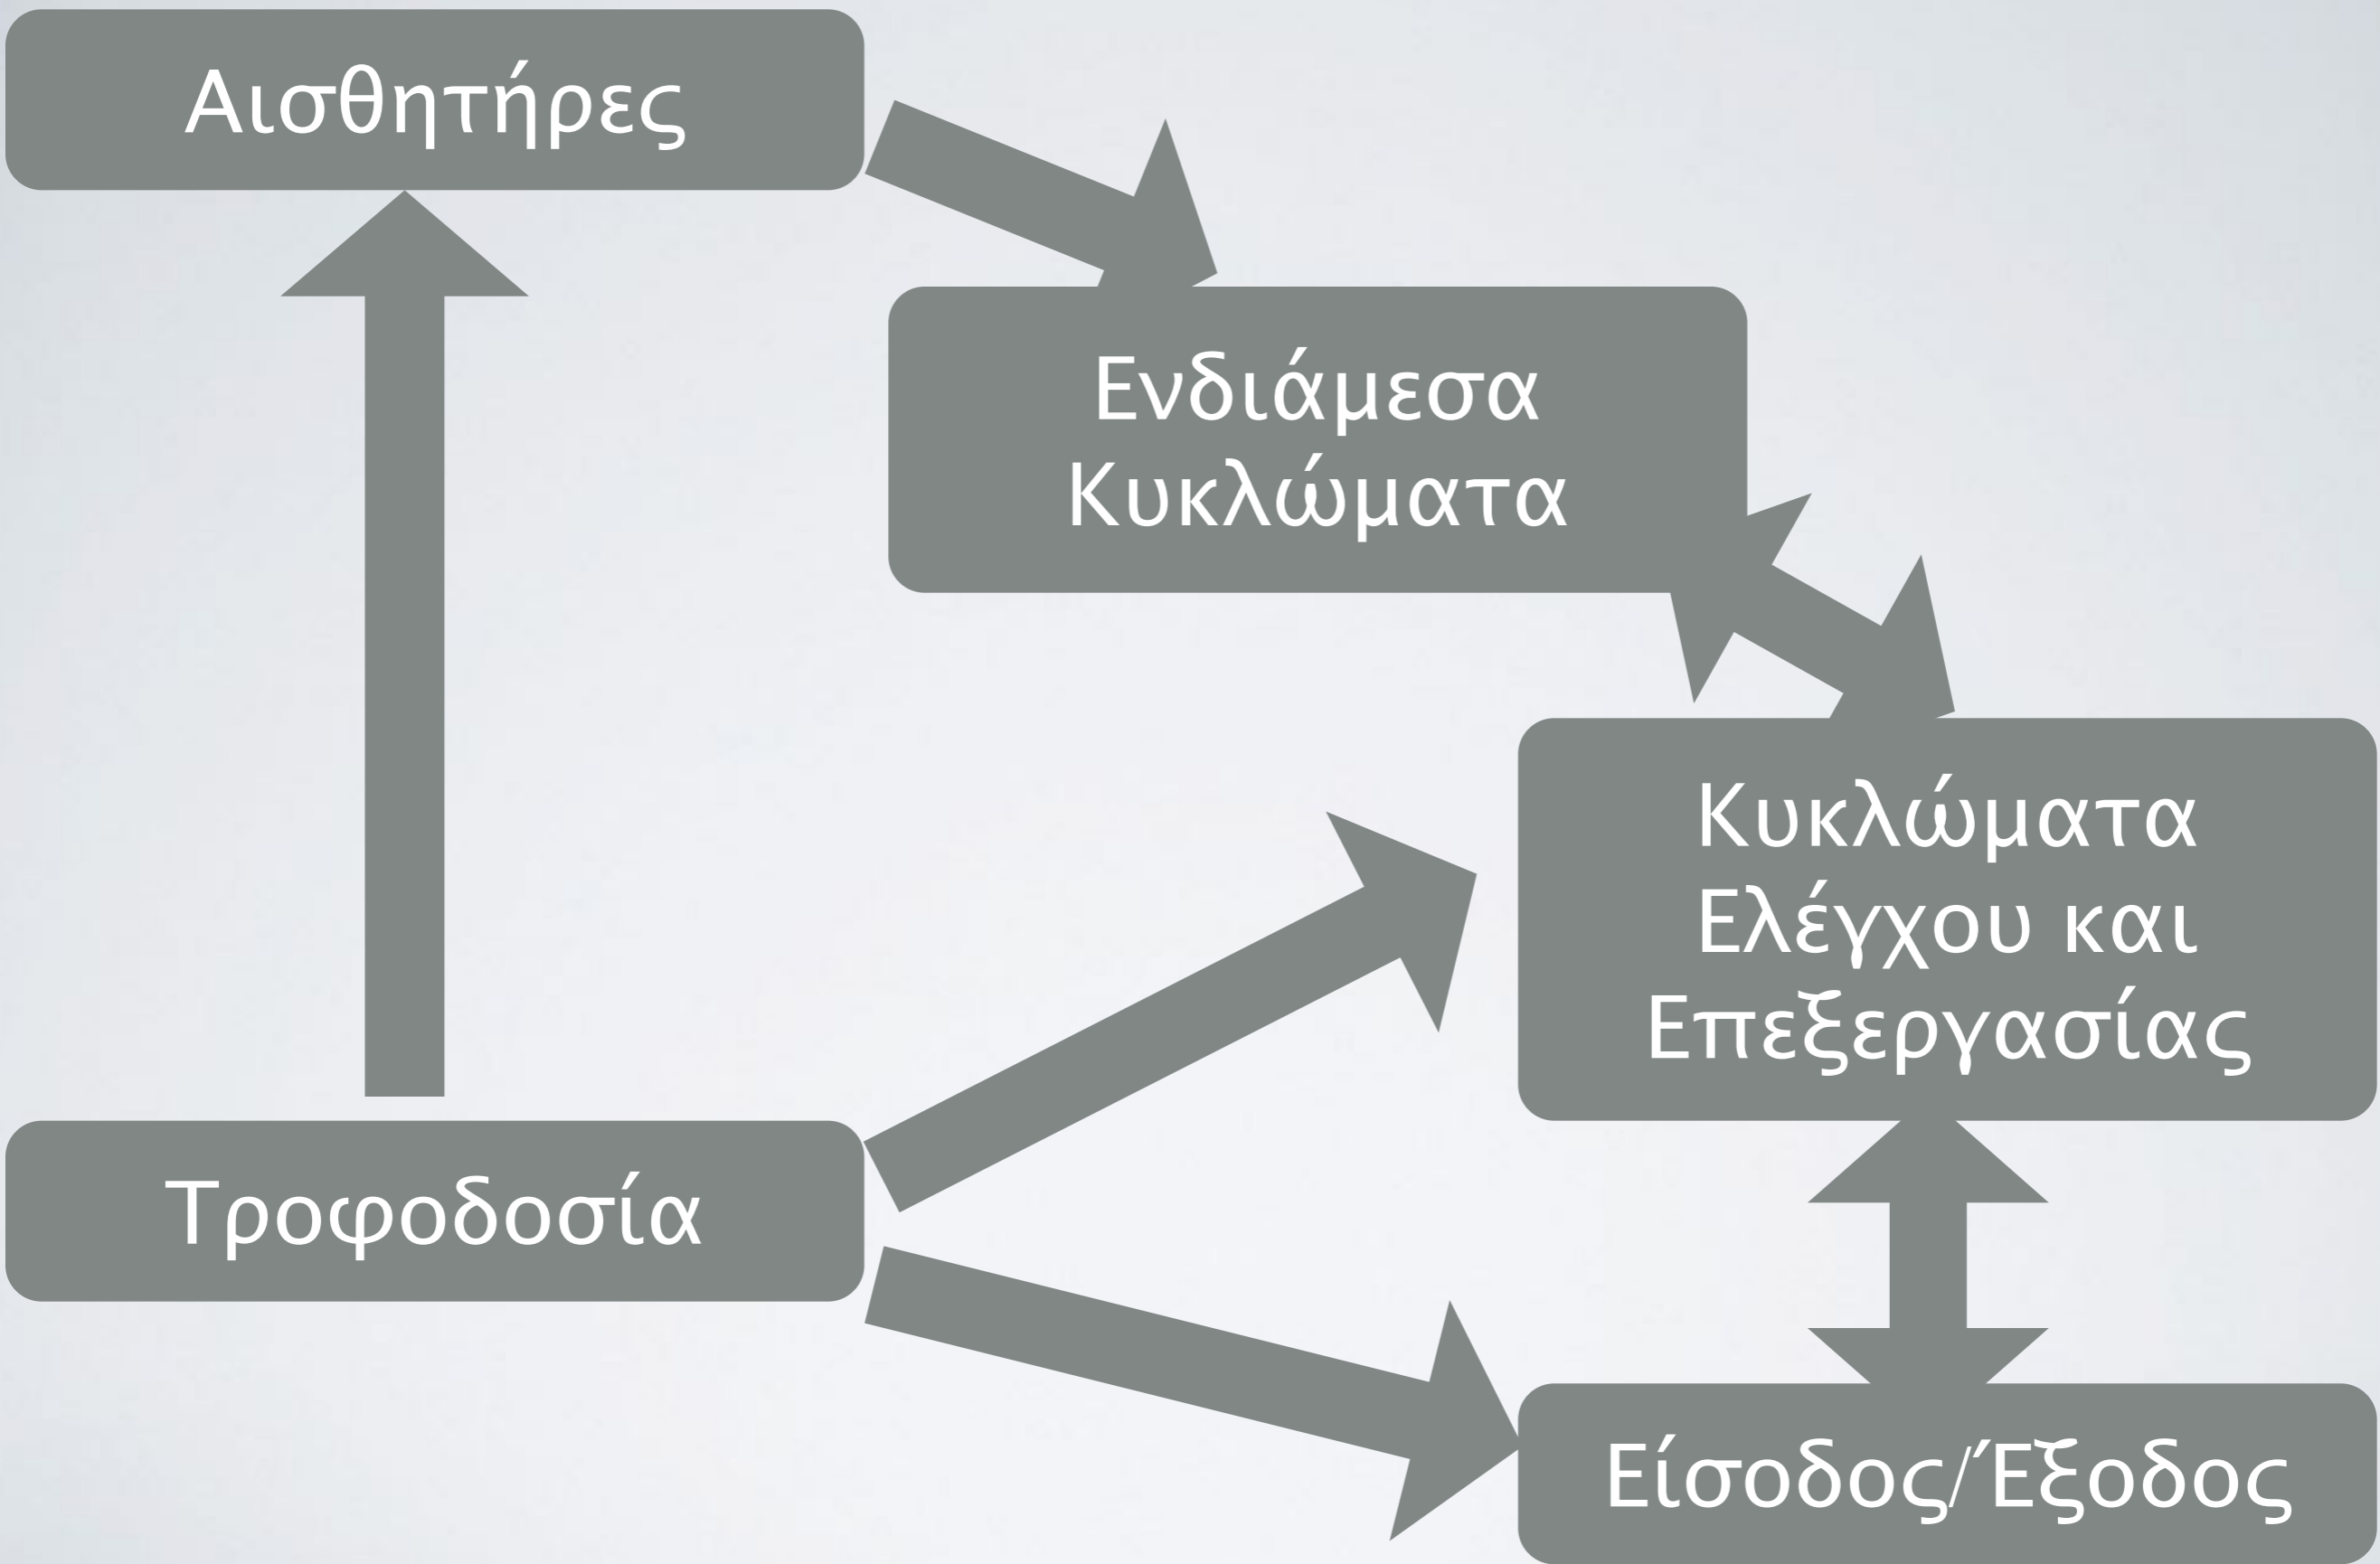 Αισθητήρες
Ενδιάμεσα
Κυκλώματα
Κυκλώματα
Ελέγχου και
Επεξεργασίας
Τροφοδοσία
Είσοδος/Έξοδος